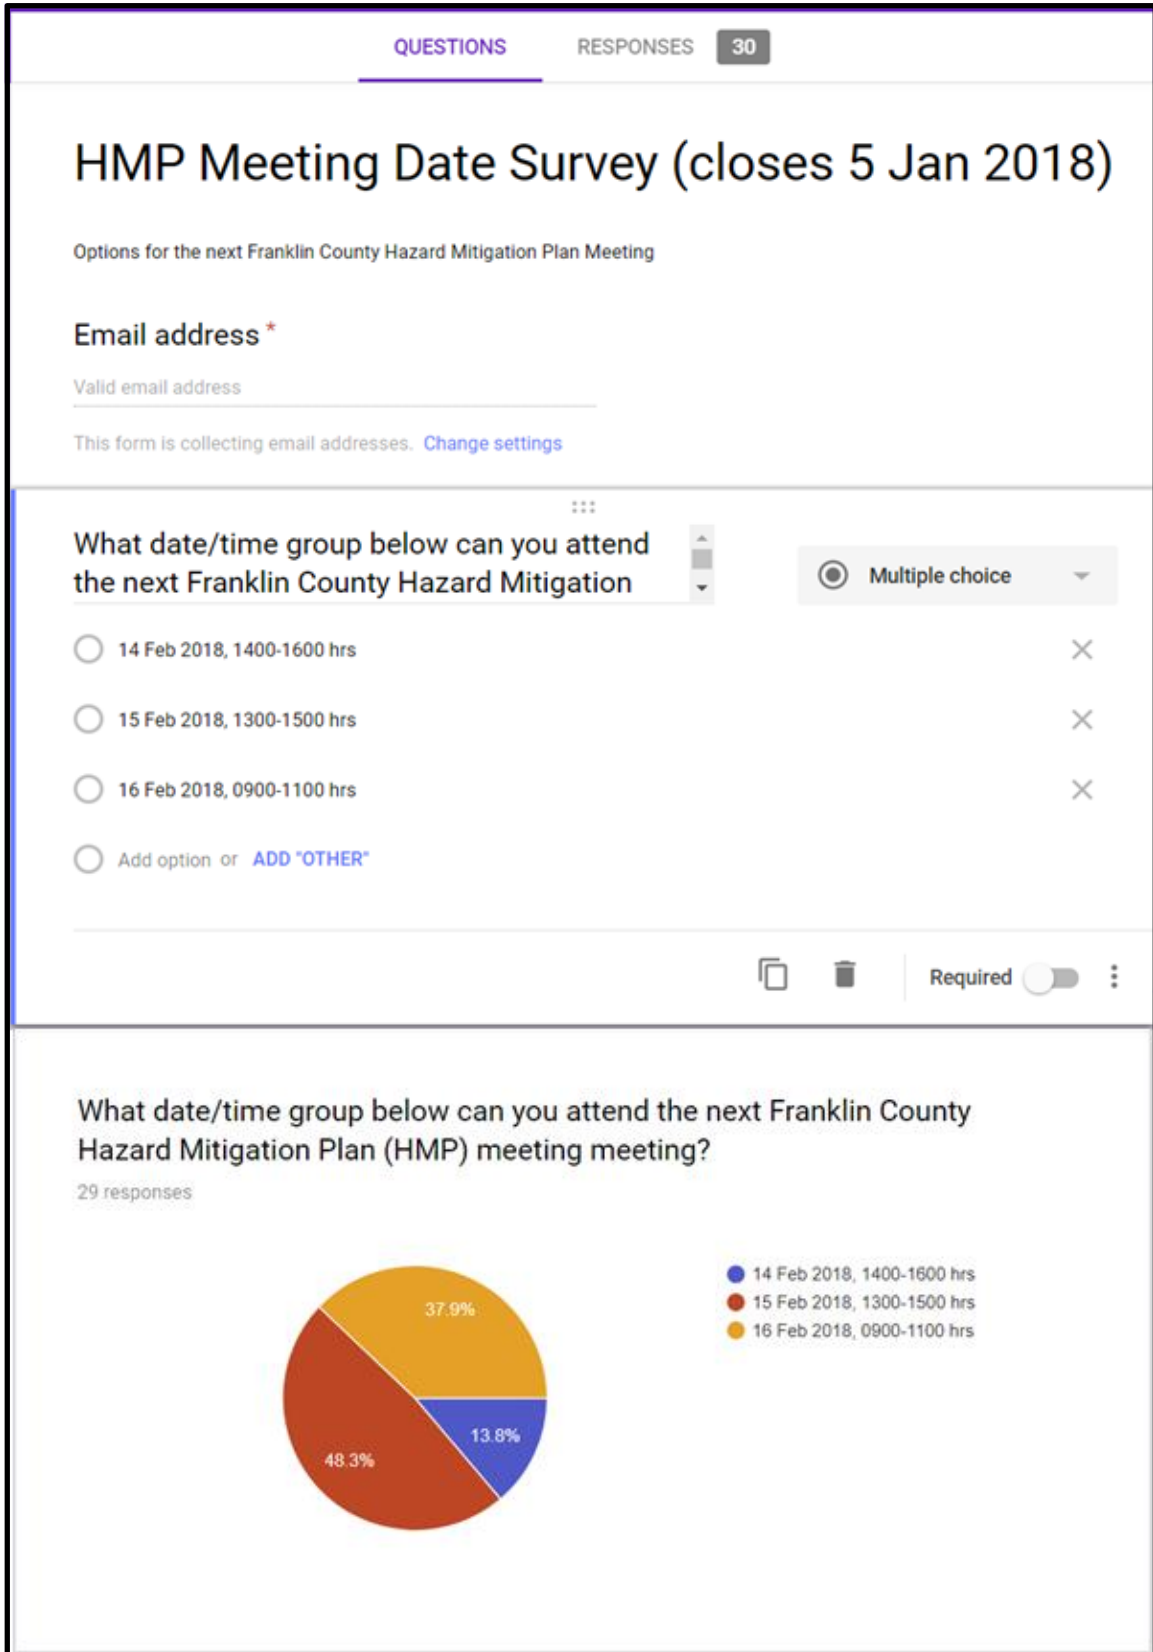 QUESTIONS RESPONSES 30
HMP Meeting Date Survey (closes 5 Jan 2018)
Options for the next Franklin County Hazard Mitigation Plan Meeting
Email address *
Valid email address
This form is collecting email addresses. Change settings
What date/time group below can you attend
the next Franklin County Hazard Mitigation
Multiple choice
14 Feb 2018, 1400-1600 hrs
15 Feb 2018, 1300-1500 hrs
16 Feb 2018, 0900-1100 hrs
Add option or ADD "OTHER"
Required
What date/time group below can you attend the next Franklin County
Hazard Mitigation Plan (HMP) meeting meeting?
29 responses
14 Feb 2018, 1400-1600 hrs
15 Feb 2018, 1300-1500 hrs
16 Feb 2018, 0900-1100 hrs
37.9%
13.8%
48.3%